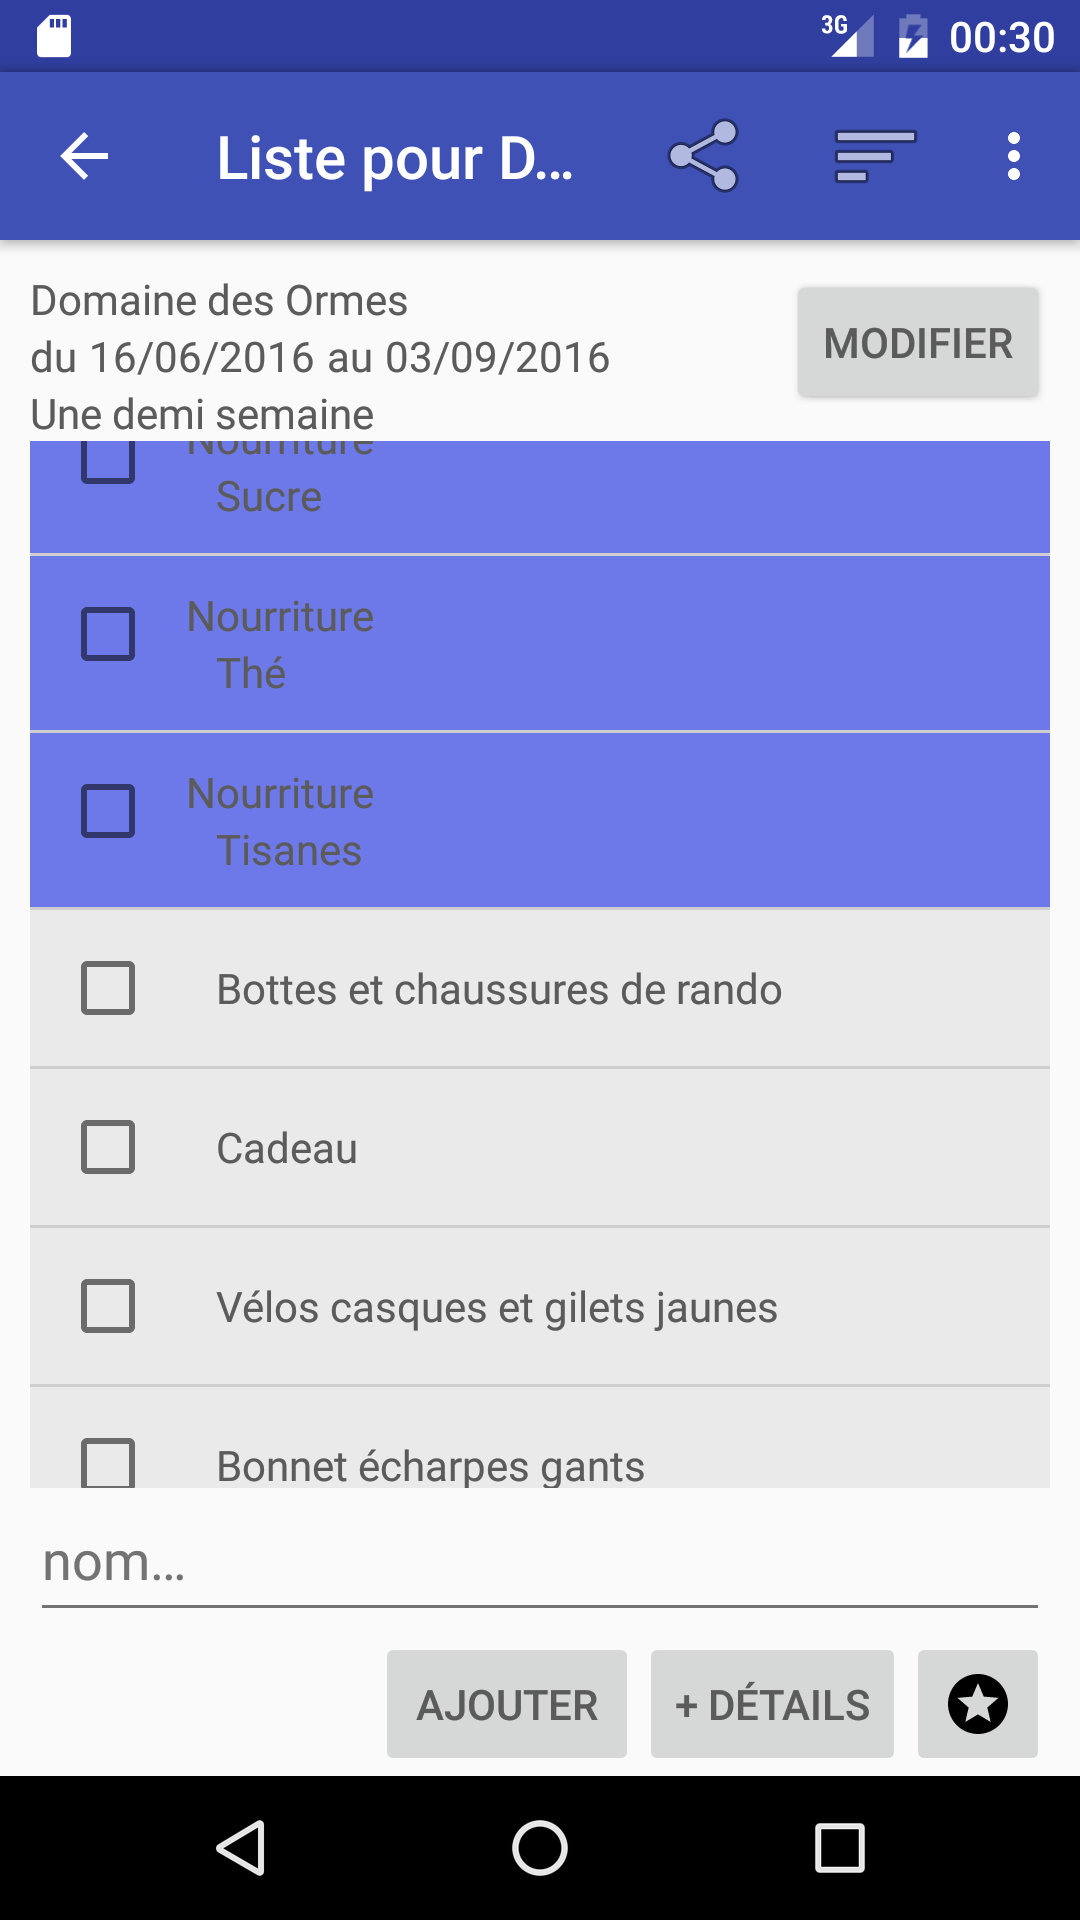 3G 00:30
Liste pour D...
Domaine des Ormes
du 16/06/2016 au 03/09/2016
Une demi semaine
MODIFIER
Nourriture
Sucre
Nourriture
Thé
Nourriture
Tisanes
Bottes et chaussures de rando
Cadeau
Vélos casques et gilets jaunes
Bonnet écharpes gants
nom...
AJOUTER
+ DÉTAILS